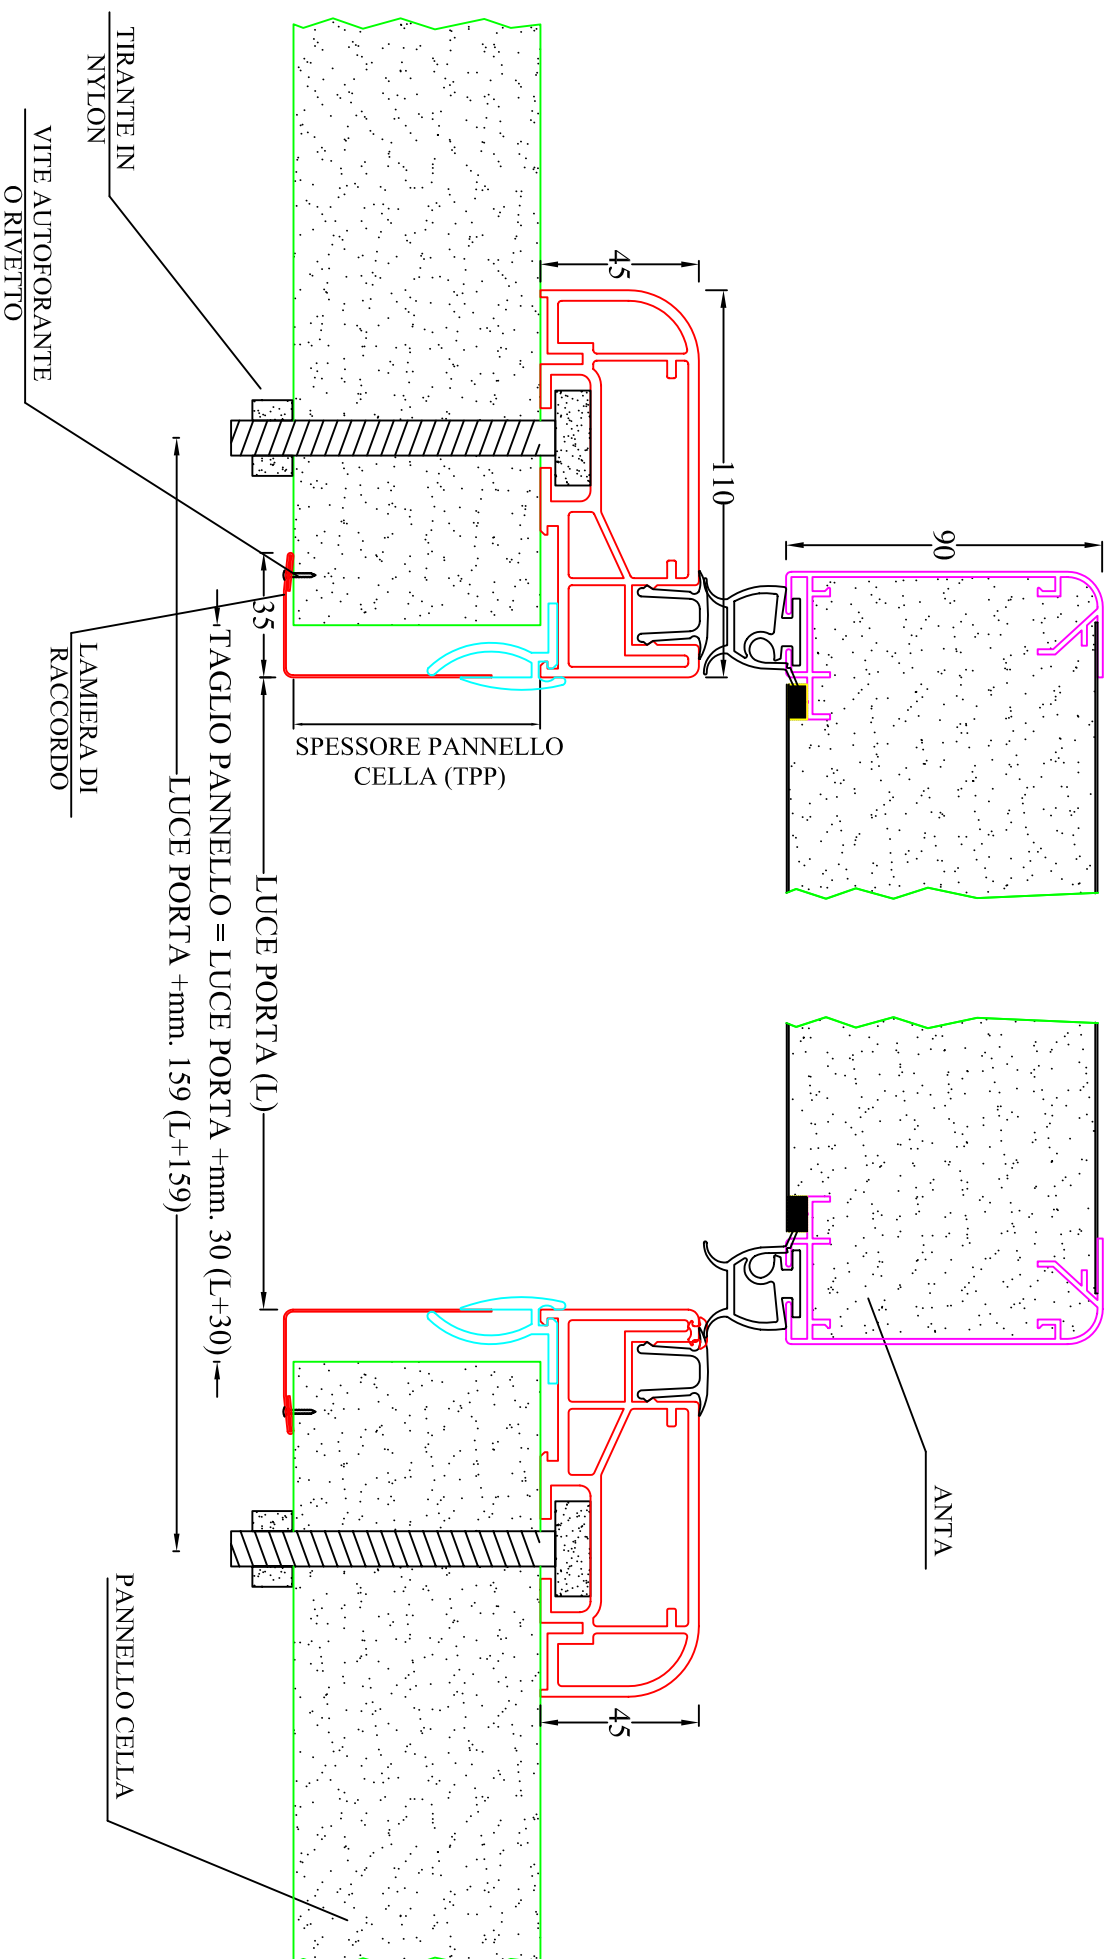 TIRANTE IN
NYLON
VITE AUTOFORANTE
O RIVETTO
LAMIERA DI
RACCORDO
45
110
90
35
SPESSORE PANNELLO
CELLA (TPP)
LUCE PORTA (L)
TAGLIO PANNELLO = LUCE PORTA +mm. 30 (L+30)
LUCE PORTA +mm. 159 (L+159)
ANTA
45
PANNELLO CELLA